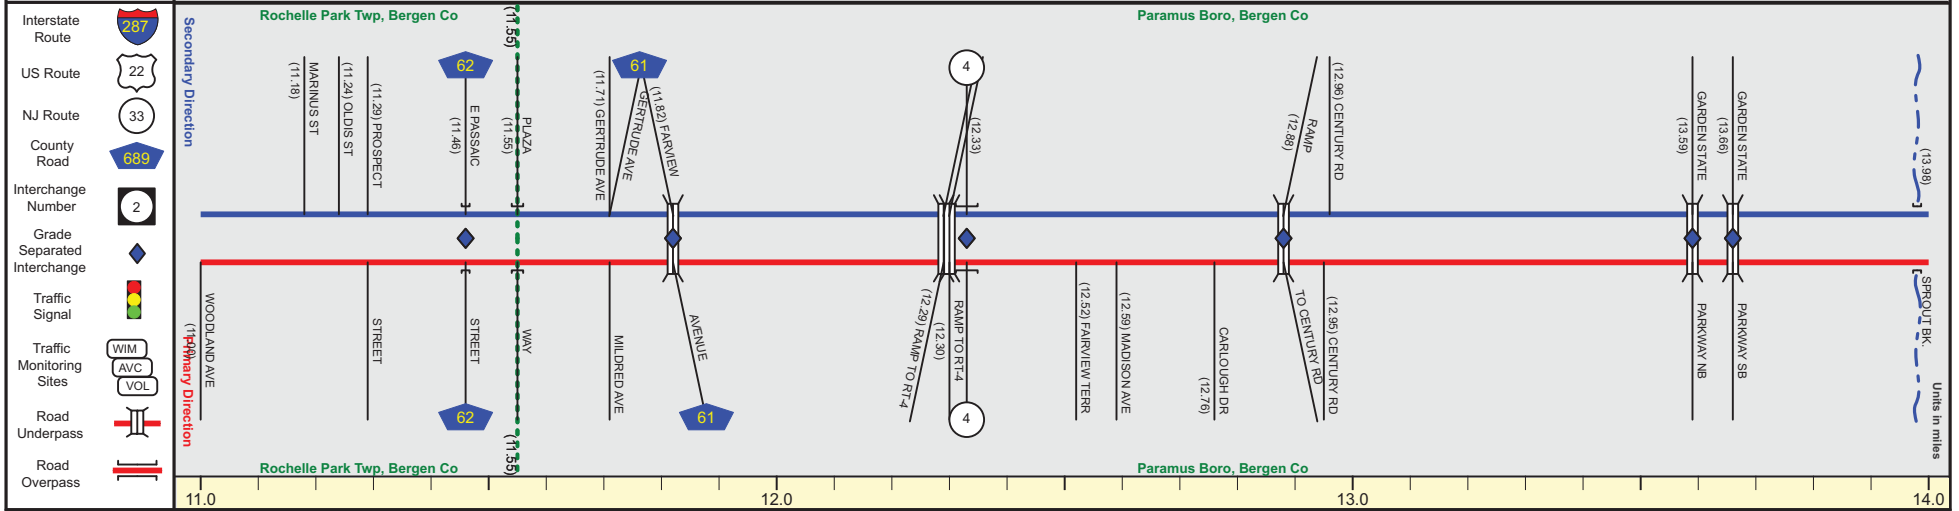 Interstate
Route
287
US Route
22
NJ Route
33
County
Road
689
Interchange
Number
2
Grade
Separated
Interchange
Traffic
Signal
Traffic
Monitoring
Sites
WIM
AVC
VOL
Road
Underpass
Road
Overpass
Secondary Direction
Primary Direction
Rochelle Park Twp, Bergen Co
(11.55)
Paramus Boro, Bergen Co
MARINUS ST
(11.18)
(11.24) OLDIS ST
(11.29) PROSPECT
62
E PASSAIC
(11.46)
PLAZA
(11.55)
(11.71) GERTRUDE AVE
61
GERTRUDE AVE
(11.82) FARVIEW
4
(12.33)
RAMP
(12.88)
(12.96) CENTURY RD
GARDEN STATE
(13.59)
GARDEN STATE
(13.66)
(13.98)
WOODLAND AVE
(11.00)
STREET
STREET
62
WAY
MILDRED AVE
AVENUE
61
(12.29) RAMP TO RT-4
RAMP TO RT-4
(12.30)
4
(12.52) FAIRVIEW TERR
(12.59) MADISON AVE
CARLOUGH DR
(12.76)
TO CENTURY RD
(12.95) CENTURY RD
PARKWAY NB
PARKWAY SB
SPROUT BK.
Units in miles
Rochelle Park Twp, Bergen Co
(11.55)
Paramus Boro, Bergen Co
11.0
12.0
13.0
14.0